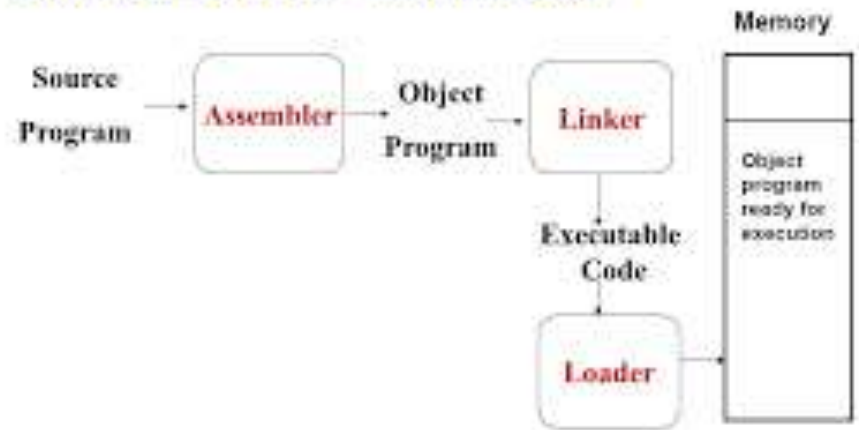 Memory
Source
Program
Assembler
Object
Program
Linker
Object
program
ready for
execution
Executable
Code
Loader